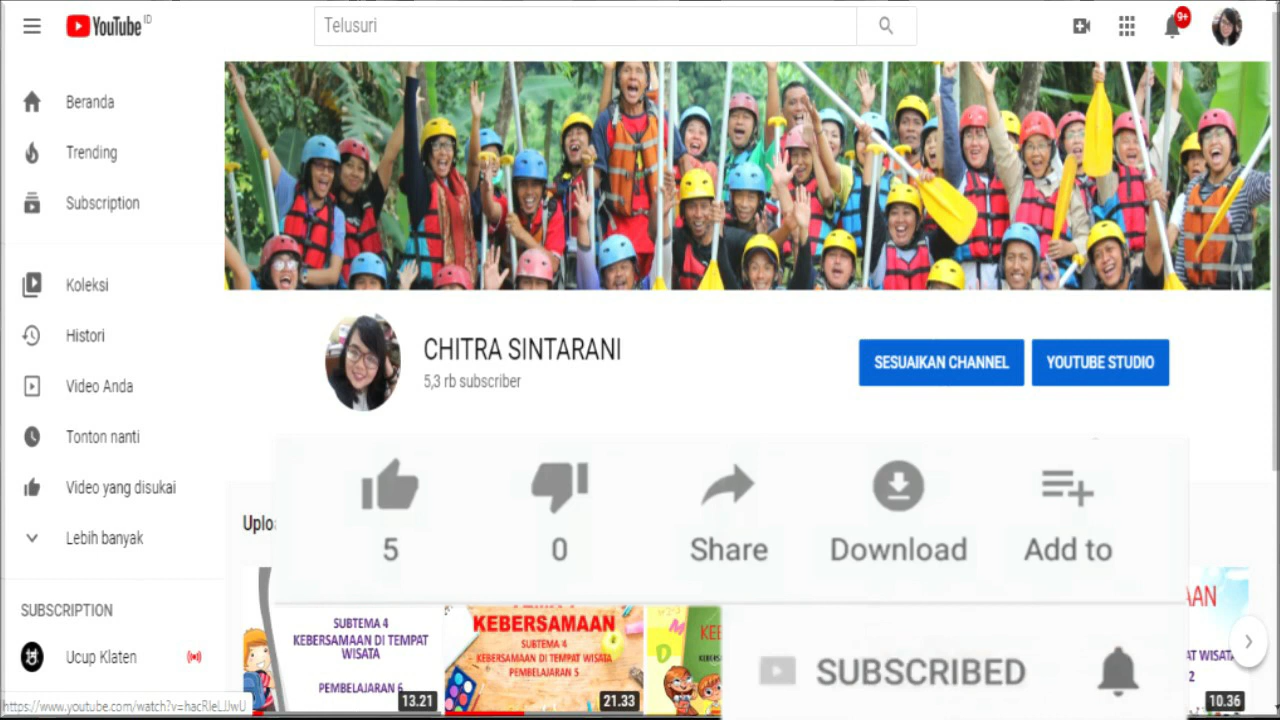 YouTube ID
Telusuri
9+
Beranda
Trending
Subscription
Koleksi
Histori
Video Anda
Tonton nanti
Video yang disukai
Lebih banyak
SUBSCRIPTION
Ucup Klaten
CHITRA SINTARANI
5,3 rb subscriber
SESUAIKAN CHANNEL
YOUTUBE STUDIO
5
0
Share
Download
Add to
SUBTEMA 4
KEBERSAMAAN DI TEMPAT
WISATA
PEMBELAJARAN 6
13.21
KEBERSAMAAN
SUBTEMA 4
KEBERSAMAAN DI TEMPAT WISATA
PEMBELAJARAN 5
21.33
SUBSCRIBED
2
10.36